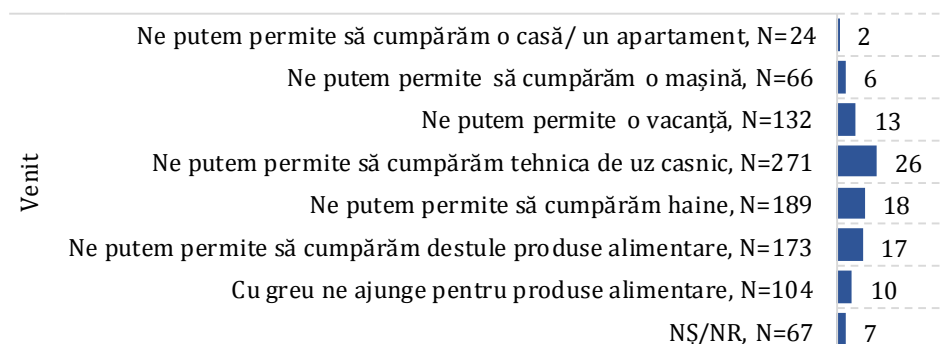 Venit
Ne putem permite să cumpărăm o casă/ un apartament, N=24 2
Ne putem permite să cumpărăm o mașină, N=66 6
Ne putem permite o vacanță, N=132 13
Ne putem permite să cumpărăm tehnica de uz casnic, N=271 26
Ne putem permite să cumpărăm haine, N=189 18
Ne putem permite să cumpărăm destule produse alimentare, N=173 17
Cu greu ne ajunge pentru produse alimentare, N=104 10
NȘ/NR, N=67 7